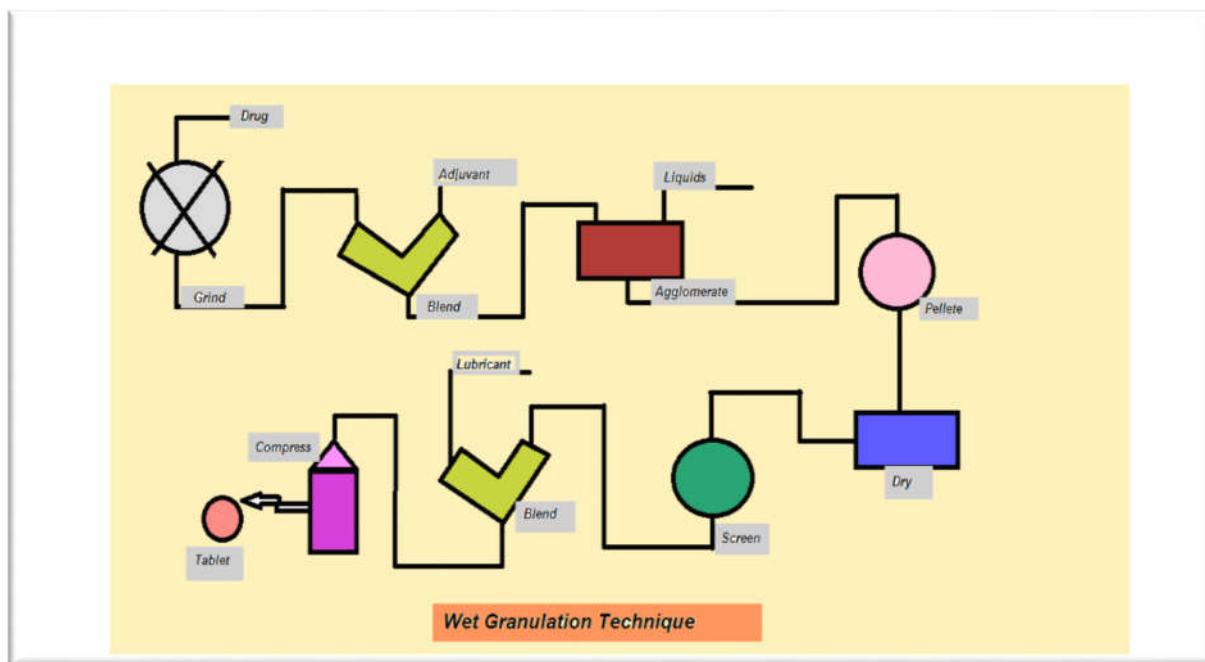 Drug
Adjuvant
Liquids
Grind
Blend
Agglomerate
Pellete
Lubricant
Compress
Dry
Blend
Screen
Tablet
Wet Granulation Technique